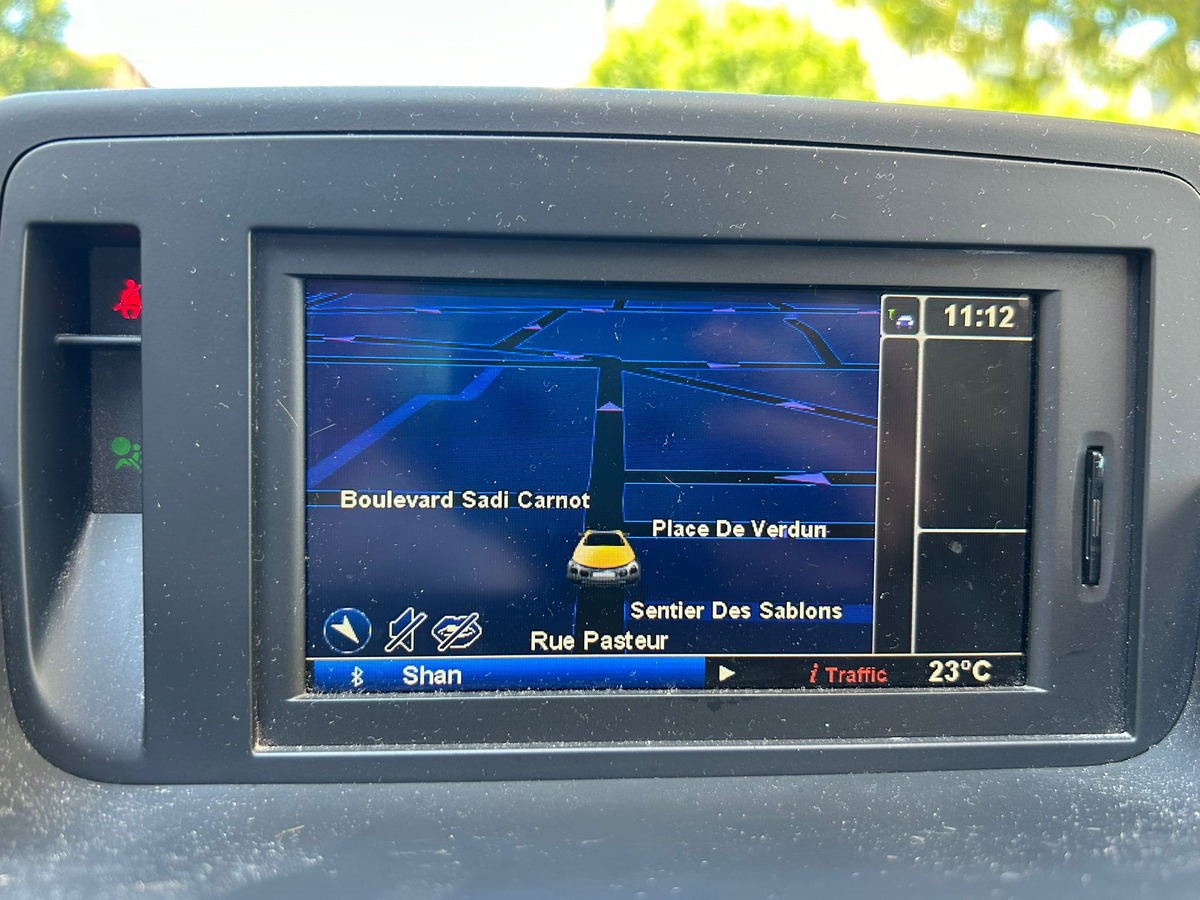 11:12
Boulevard Sadi Carnot
Place De Verdun
Sentier Des Sablons
Rue Pasteur
Shan
i Traffic
23°C